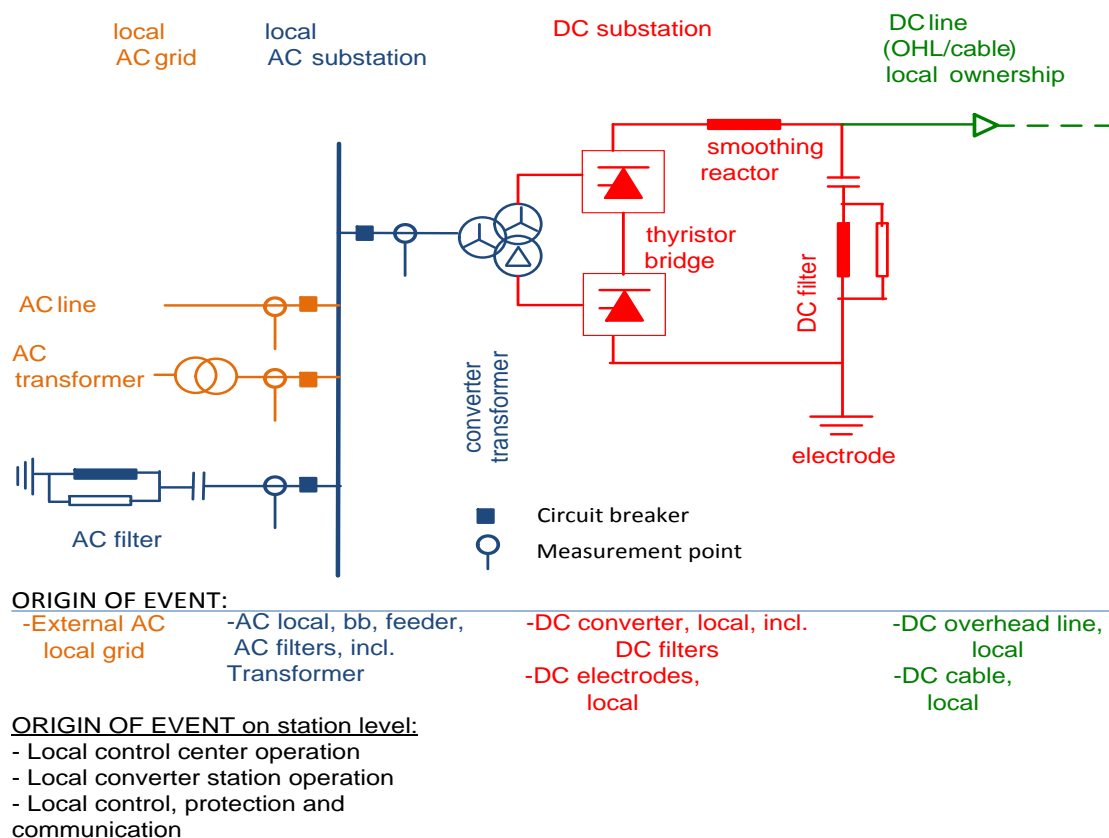 local
AC grid
local
AC substation
DC substation
DC line
(OHL/cable)
local ownership
smoothing
reactor
thyristor
bridge
DC filter
AC line
AC
transformer
converter
transformer
electrode
AC filter
Circuit breaker
Measurement point
ORIGIN OF EVENT:
-External AC
local grid
-AC local, bb, feeder,
AC filters, incl.
Transformer
-DC converter, local, incl.
DC filters
-DC electrodes,
local
-DC overhead line,
local
-DC cable,
local
ORIGIN OF EVENT on station level:
- Local control center operation
- Local converter station operation
- Local control, protection and
communication